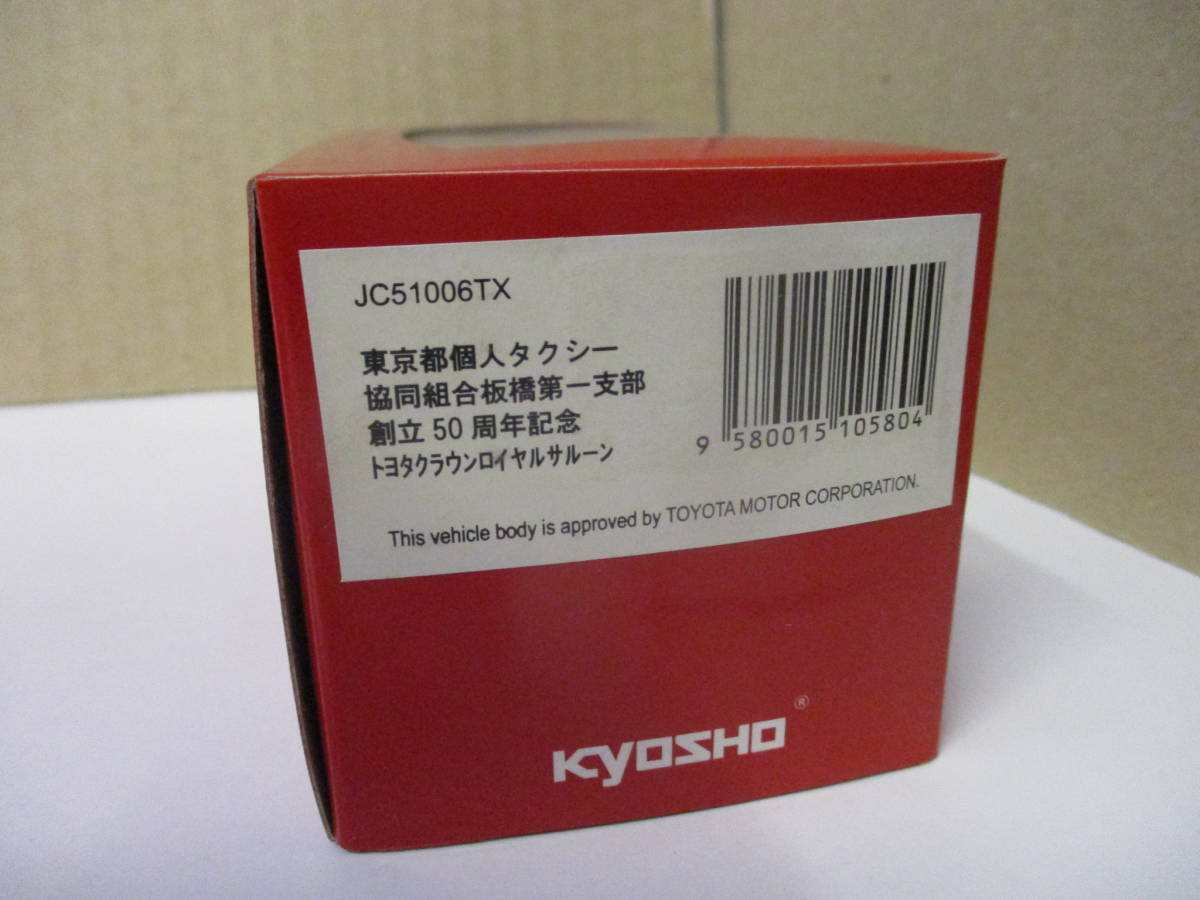 JC51006TX
東京都個人タクシー
協同組合板橋第一支部
創立50周年記念
トヨタクラウンロイヤルサルーン
9 580015 105804
This vehicle body is approved by TOYOTA MOTOR CORPORATION.
KYOSHO®